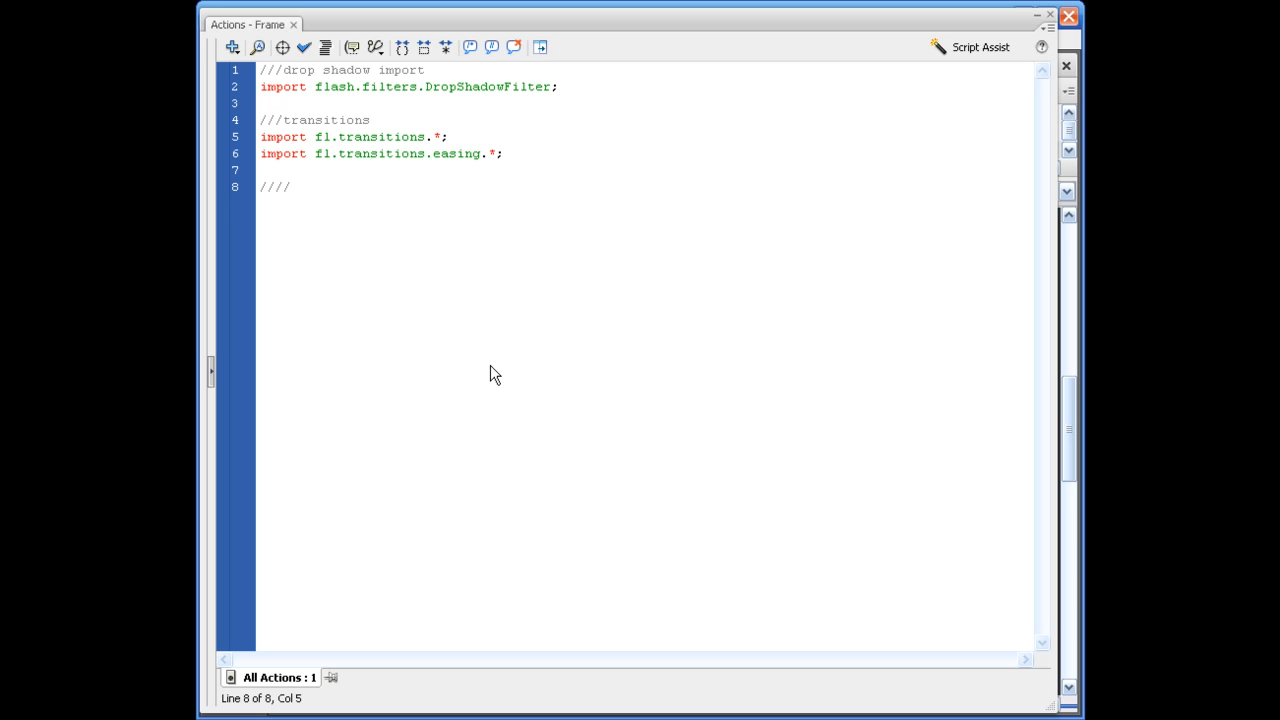 Actions - Frame
Script Assist
1 ///drop shadow import
2 import flash.filters.DropShadowFilter;
3
4 ///transitions
5 import fl.transitions.*;
6 import fl.transitions.easing.*;
7
8 ////
All Actions : 1
Line 8 of 8, Col 5